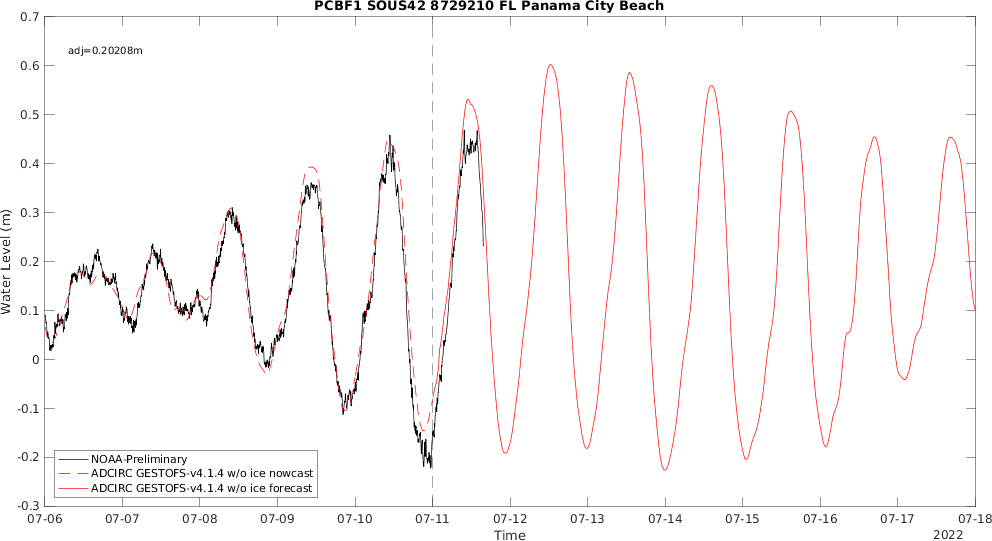 PCBF1 SOUS42 8729210 FL Panama City Beach
adj=0.20208m
Water Level (m)
0.7
0.6
0.5
0.4
0.3
0.2
0.1
0
-0.1
-0.2
-0.3
NOAA-Preliminary
ADCIRC GESTOFS-v4.1.4 w/o ice nowcast
ADCIRC GESTOFS-v4.1.4 w/o ice forecast
07-06 07-07 07-08 07-09 07-10 07-11 07-12 07-13 07-14 07-15 07-16 07-17 07-18
Time
2022